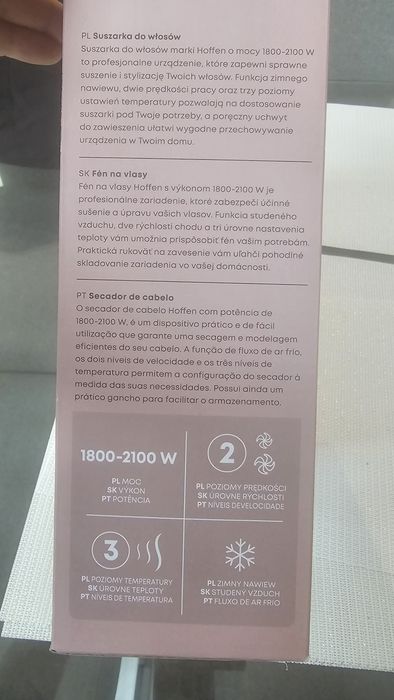 PL Suszarka do włosów
Suszarka do włosów marki Hoffen o mocy 1800-2100 W
to profesjonalne urządzenie, które zapewni sprawne
suszenie i stylizację Twoich włosów. Funkcja zimnego
nawiewu, dwie prędkości pracy oraz trzy poziomy
ustawień temperatury pozwalają na dostosowanie
suszarki pod Twoje potrzeby, a poręczny uchwyt
do zawieszenia ułatwi wygodne przechowywanie
urządzenia w Twoim domu.
SK Fén na vlasy
Fén na vlasy Hoffen s výkonom 1800-2100 W je
profesionálne zariadenie, ktoré zabezpečí účinné
sušenie a úpravu vašich vlasov. Funkcia studeného
vzduchu, dve rýchlosti chodu a tri úrovne nastavenia
teploty vám umožnia prispôsobiť fén vašim potrebám.
Praktická rukoväť na zavesenie vám uľahčí pohodlné
skladovanie zariadenia vo vašej domácnosti.
PT Secador de cabelo
O secador de cabelo Hoffen com potência de
1800-2100 W, é um dispositivo prático e de fácil
utilização que garante uma secagem e modelagem
eficientes do seu cabelo. A função de fluxo de ar frio,
os dois níveis de velocidade e os três níveis de
temperatura permitem a configuração do secador à
medida das suas necessidades. Possui ainda um
prático gancho para facilitar o armazenamento.
1800-2100 W
PL MOC
SK VÝKON
PT POTÊNCIA
2
PL POZIOMY PRĘDKOŚCI
SK ÚROVNE RÝCHLOSTI
PT NÍVEIS DEVELOCIDADE
3
PL POZIOMY TEMPERATURY
SK ÚROVNE TEPLOTY
PT NÍVEIS DE TEMPERATURA
PL ZIMNY NAWIEW
SK STUDENÝ VZDUCH
PT FLUXO DE AR FRIO